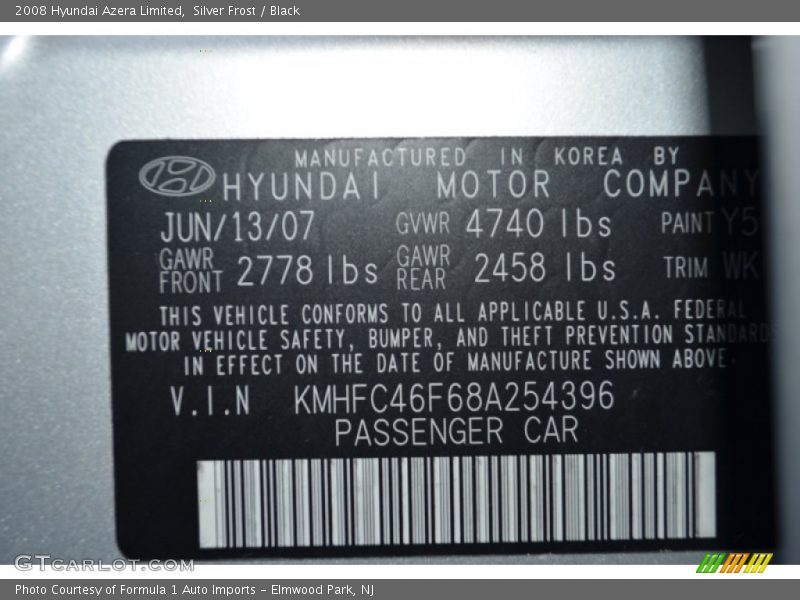 2008 Hyundai Azera Limited,  Silver Frost / Black
MANUFACTURED IN KOREA BY
HYUNDAI MOTOR COMPANY
JUN/13/07 GVWR 4740 lbs PAINT Y5
GAWR FRONT 2778 lbs GAWR REAR 2458 lbs TRIM WK
THIS VEHICLE CONFORMS TO ALL APPLICABLE U.S.A. FEDERAL
MOTOR VEHICLE SAFETY, BUMPER, AND THEFT PREVENTION STANDARDS
IN EFFECT ON THE DATE OF MANUFACTURE SHOWN ABOVE.
V.I.N KMHFC46F68A254396
PASSENGER CAR
GTcarlot.com
Photo Courtesy of Formula 1 Auto Imports - Elmwood Park, NJ